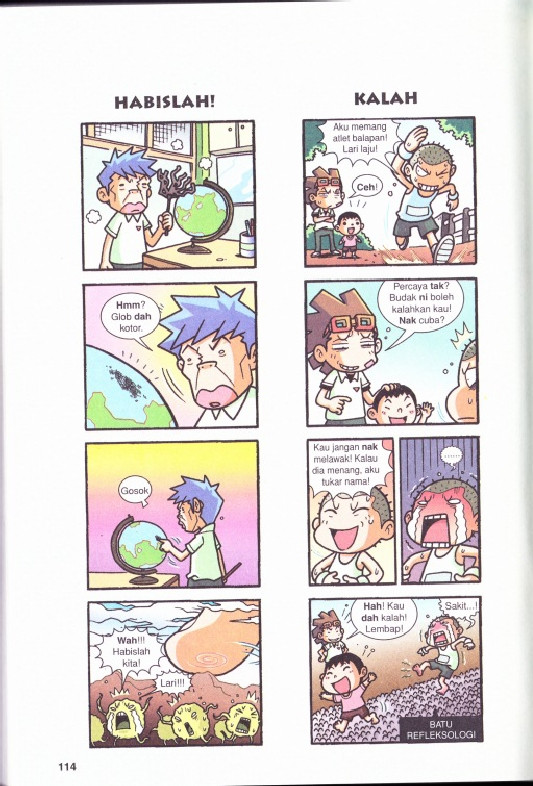 HABISLAH!
Hmm?
Glob dah
kotor.
Gosok
Wah!!!
Habislah
kita!
Lari!!!
KALAH
Aku memang
atlet balapan!
Lari laju!
Ceh!
Percaya tak?
Budak ni boleh
kalahkan kau!
Nak cuba?
Kau jangan nak
melawak! Kalau
dia menang, aku
tukar nama!
Hah! Kau
dah kalah!
Lembap!
Sakit...!
BATU
REFLEKSOLOGI
114